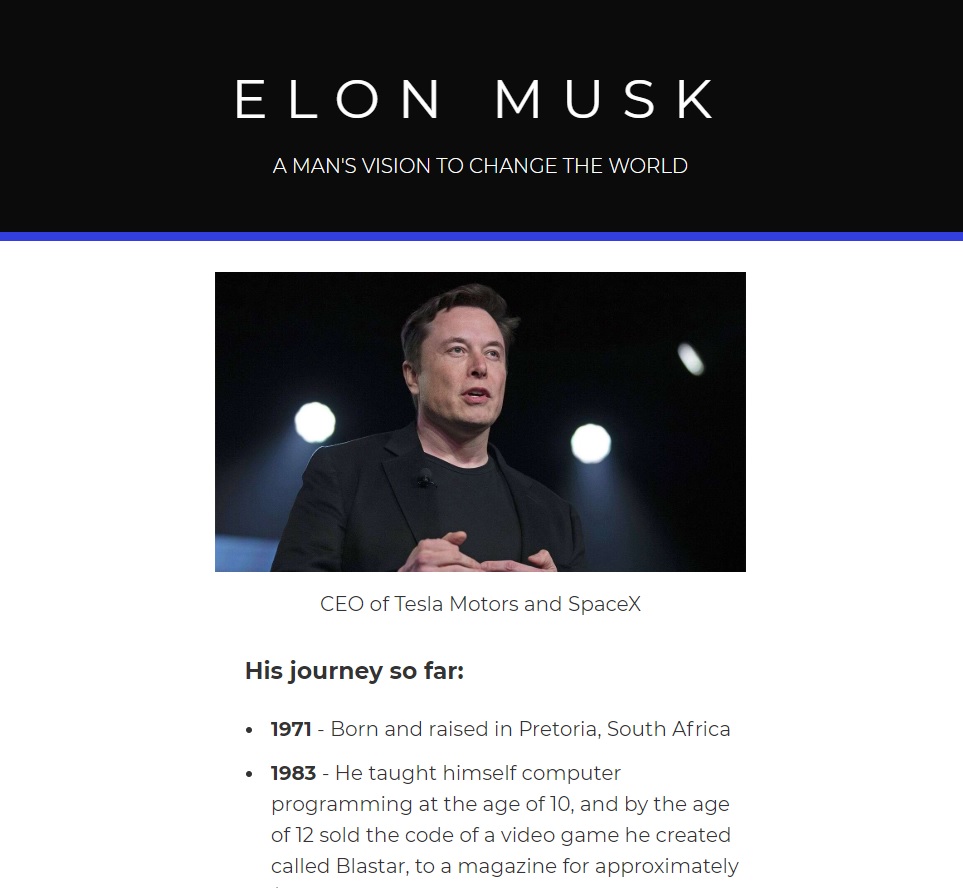 ELON MUSK
A MAN'S VISION TO CHANGE THE WORLD
CEO of Tesla Motors and SpaceX
His journey so far:
• 1971 - Born and raised in Pretoria, South Africa
• 1983 - He taught himself computer
programming at the age of 10, and by the age
of 12 sold the code of a video game he created
called Blastar, to a magazine for approximately